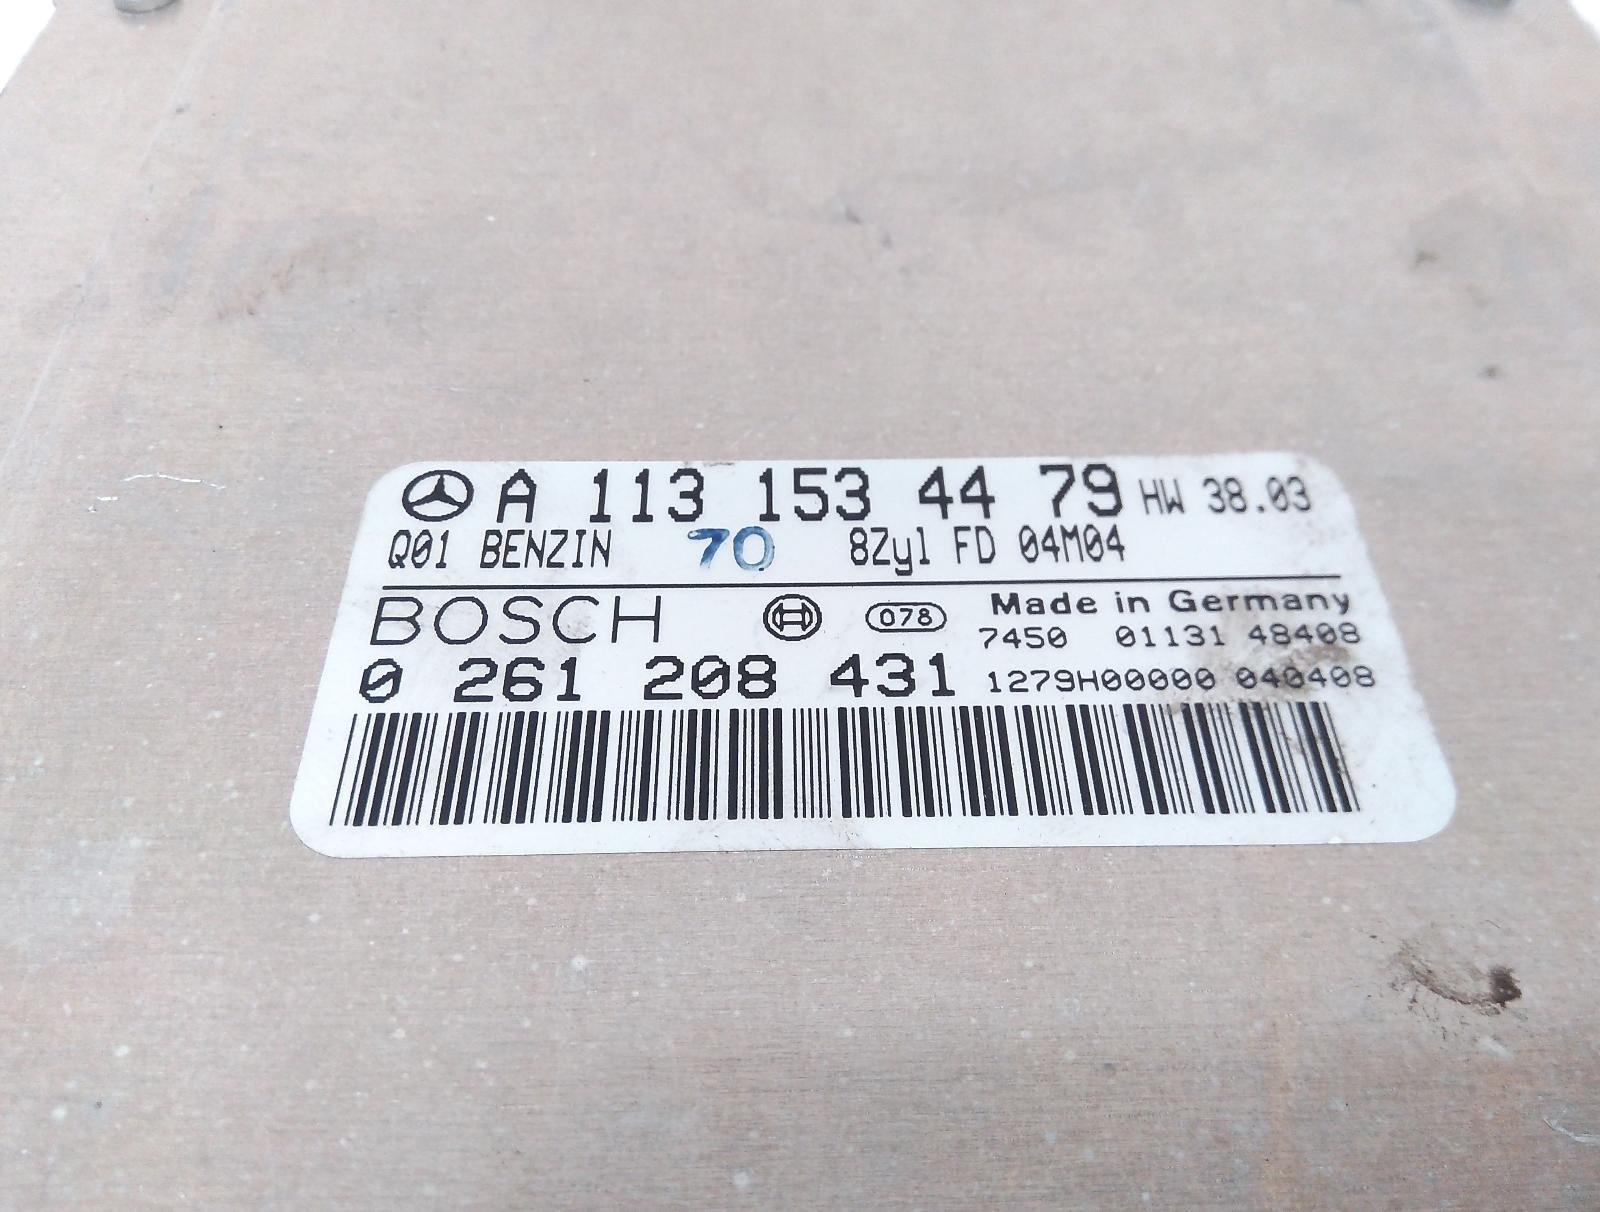 A 113 153 44 79 HW 38.03
Q01 BENZIN 70 8Zyl FD 04M04
BOSCH H 078 Made in Germany
7450 01131 48408
0 261 208 431 1279H00000 040408